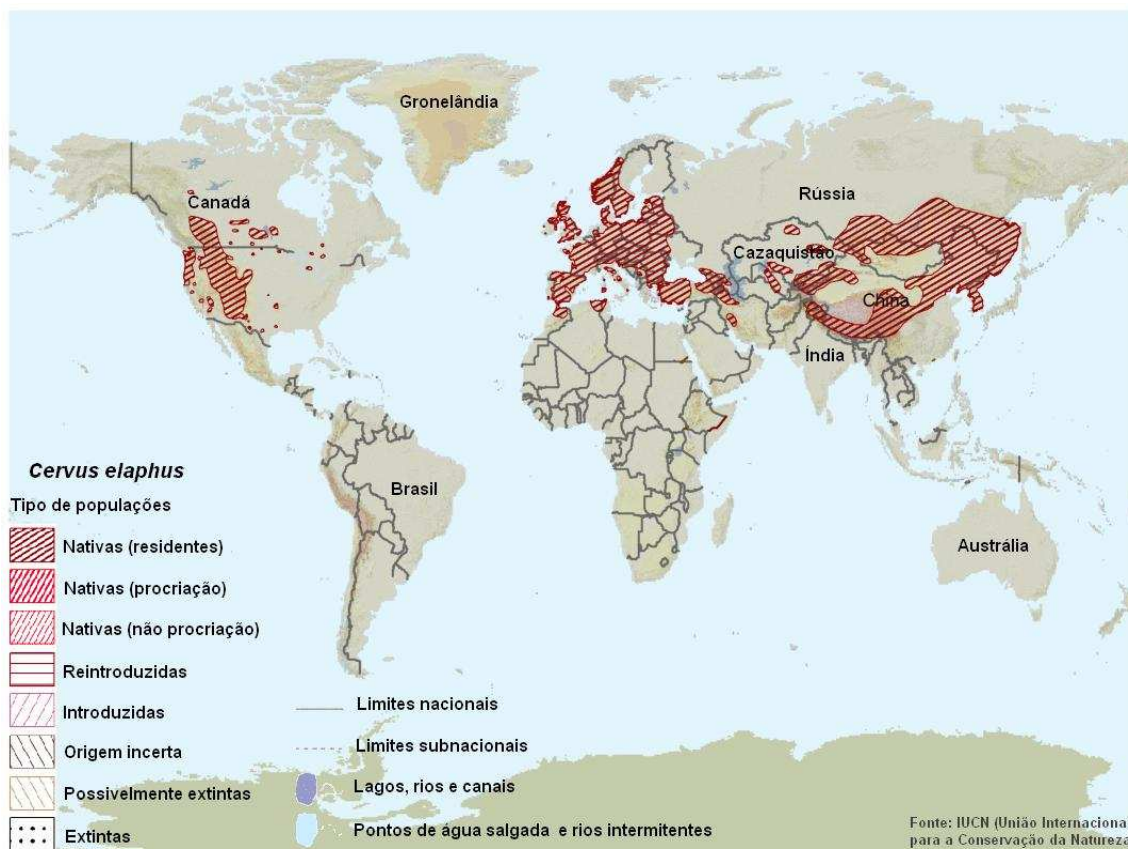 Gronelândia
Canadá
Rússia
Cazaquistão
China
Índia
Brasil
Austrália
Cervus elaphus
Tipo de populações
Nativas (residentes)
Nativas (procriação)
Nativas (não procriação)
Reintroduzidas
Introduzidas
Origem incerta
Possivelmente extintas
Extintas
Limites nacionais
Limites subnacionais
Lagos, rios e canais
Pontos de água salgada e rios intermitentes
Fonte: IUCN (União Internacional
para a Conservação da Natureza